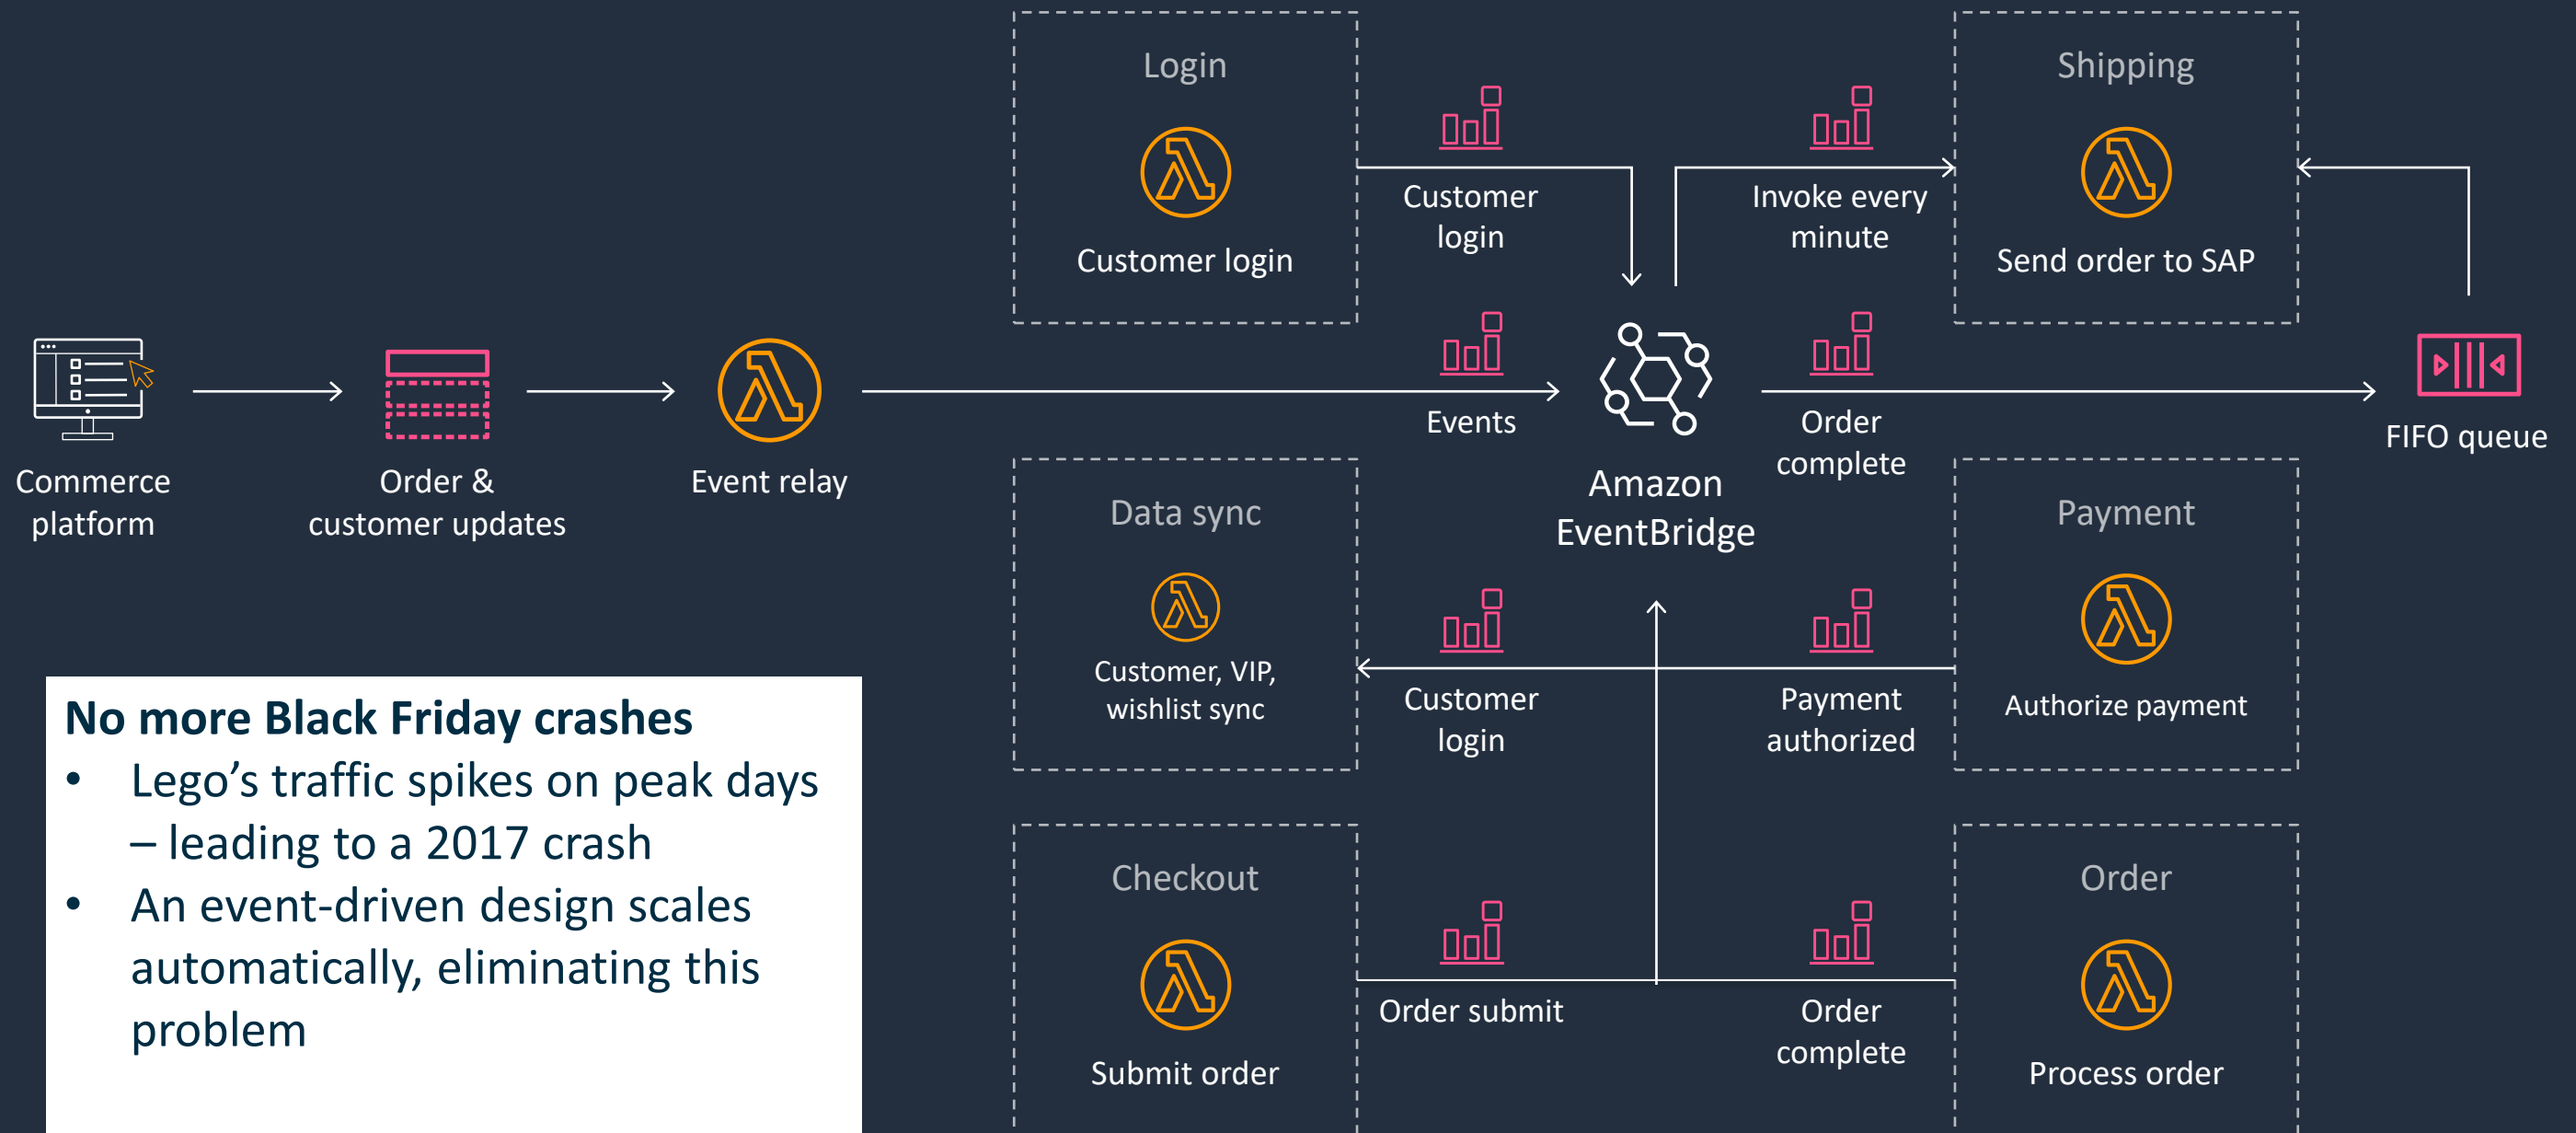 Login
Customer login
Customer
login
Invoke every
minute
Shipping
Send order to SAP
Commerce
platform
Order &
customer updates
Event relay
Events
Amazon
EventBridge
Order
complete
FIFO queue
Data sync
Customer, VIP,
wishlist sync
Customer
login
Payment
authorized
Payment
Authorize payment
No more Black Friday crashes
• Lego’s traffic spikes on peak days
– leading to a 2017 crash
• An event-driven design scales
automatically, eliminating this
problem
Checkout
Submit order
Order submit
Order
complete
Order
Process order